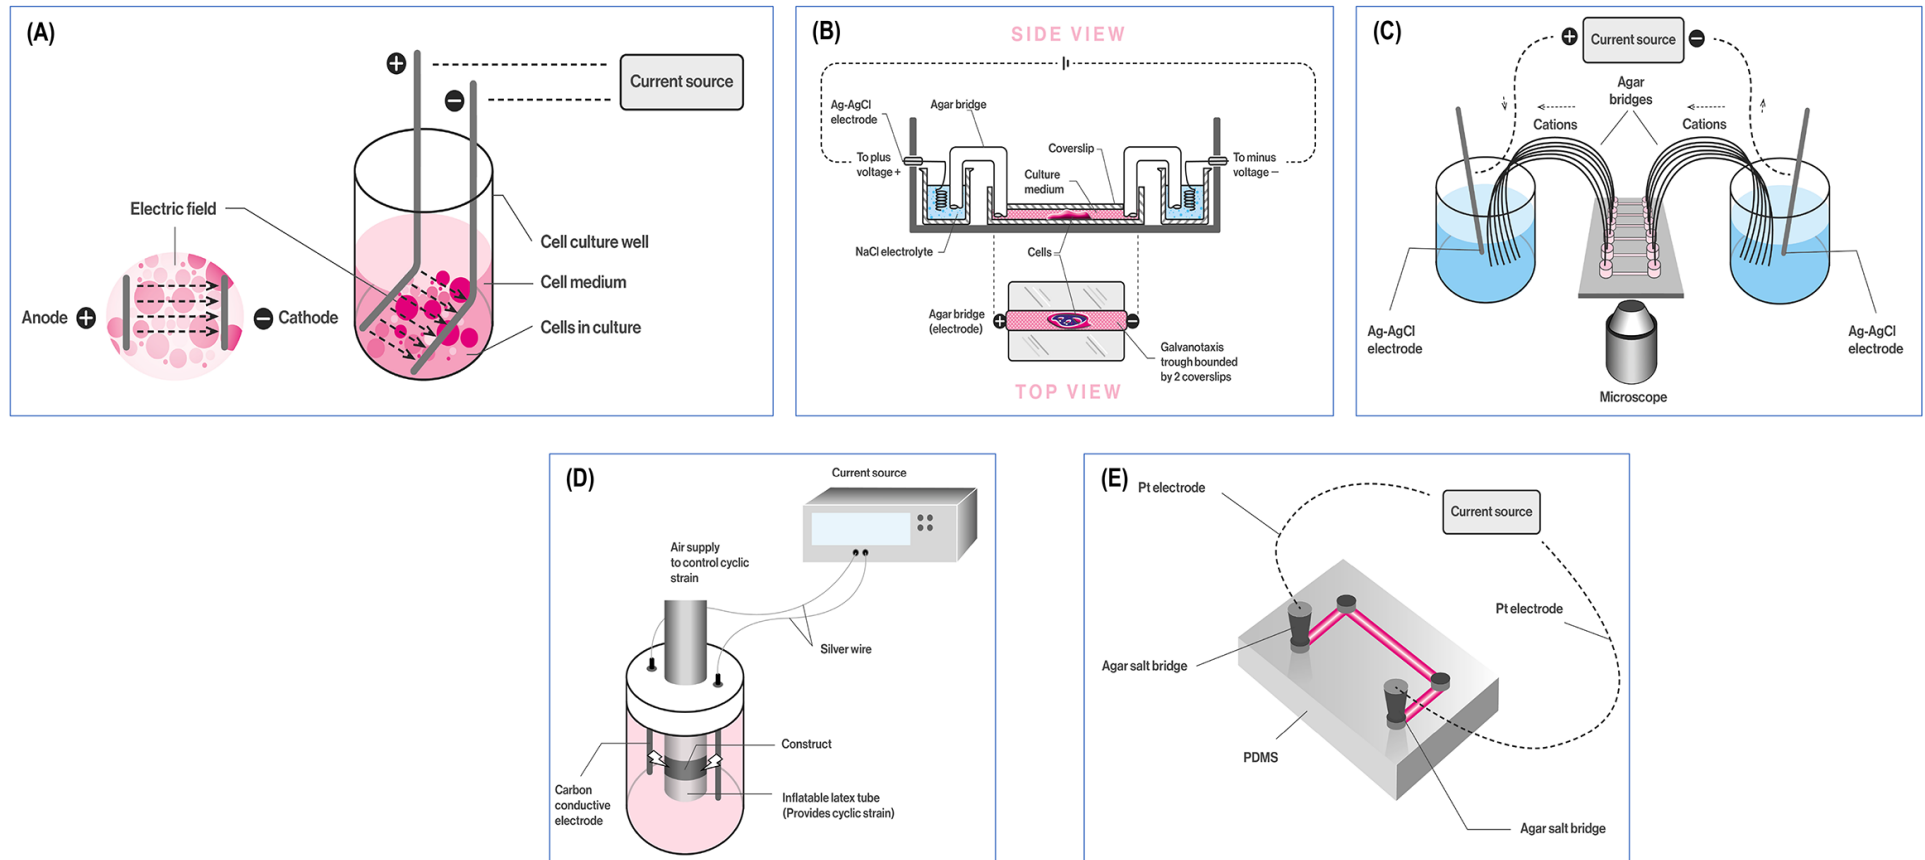 (A)
+
−
Current source
Electric field
Cell culture well
Cell medium
Cells in culture
Anode +
− Cathode
(B)
SIDE VIEW
Ag-AgCl
electrode
Agar bridge
Coverslip
To plus
voltage +
Culture
medium
To minus
voltage −
NaCl electrolyte
Cells
Agar bridge
(electrode)
+
−
Galvanotaxis
trough bounded
by 2 coverslips
TOP VIEW
(C)
+
Current source
−
Agar
bridges
Cations
Cations
Ag-AgCl
electrode
Ag-AgCl
electrode
Microscope
(D)
Current source
Air supply
to control cyclic
strain
Silver wire
Construct
Carbon
conductive
electrode
Inflatable latex tube
(Provides cyclic strain)
(E)
Pt electrode
Current source
Pt electrode
Agar salt bridge
PDMS
Agar salt bridge